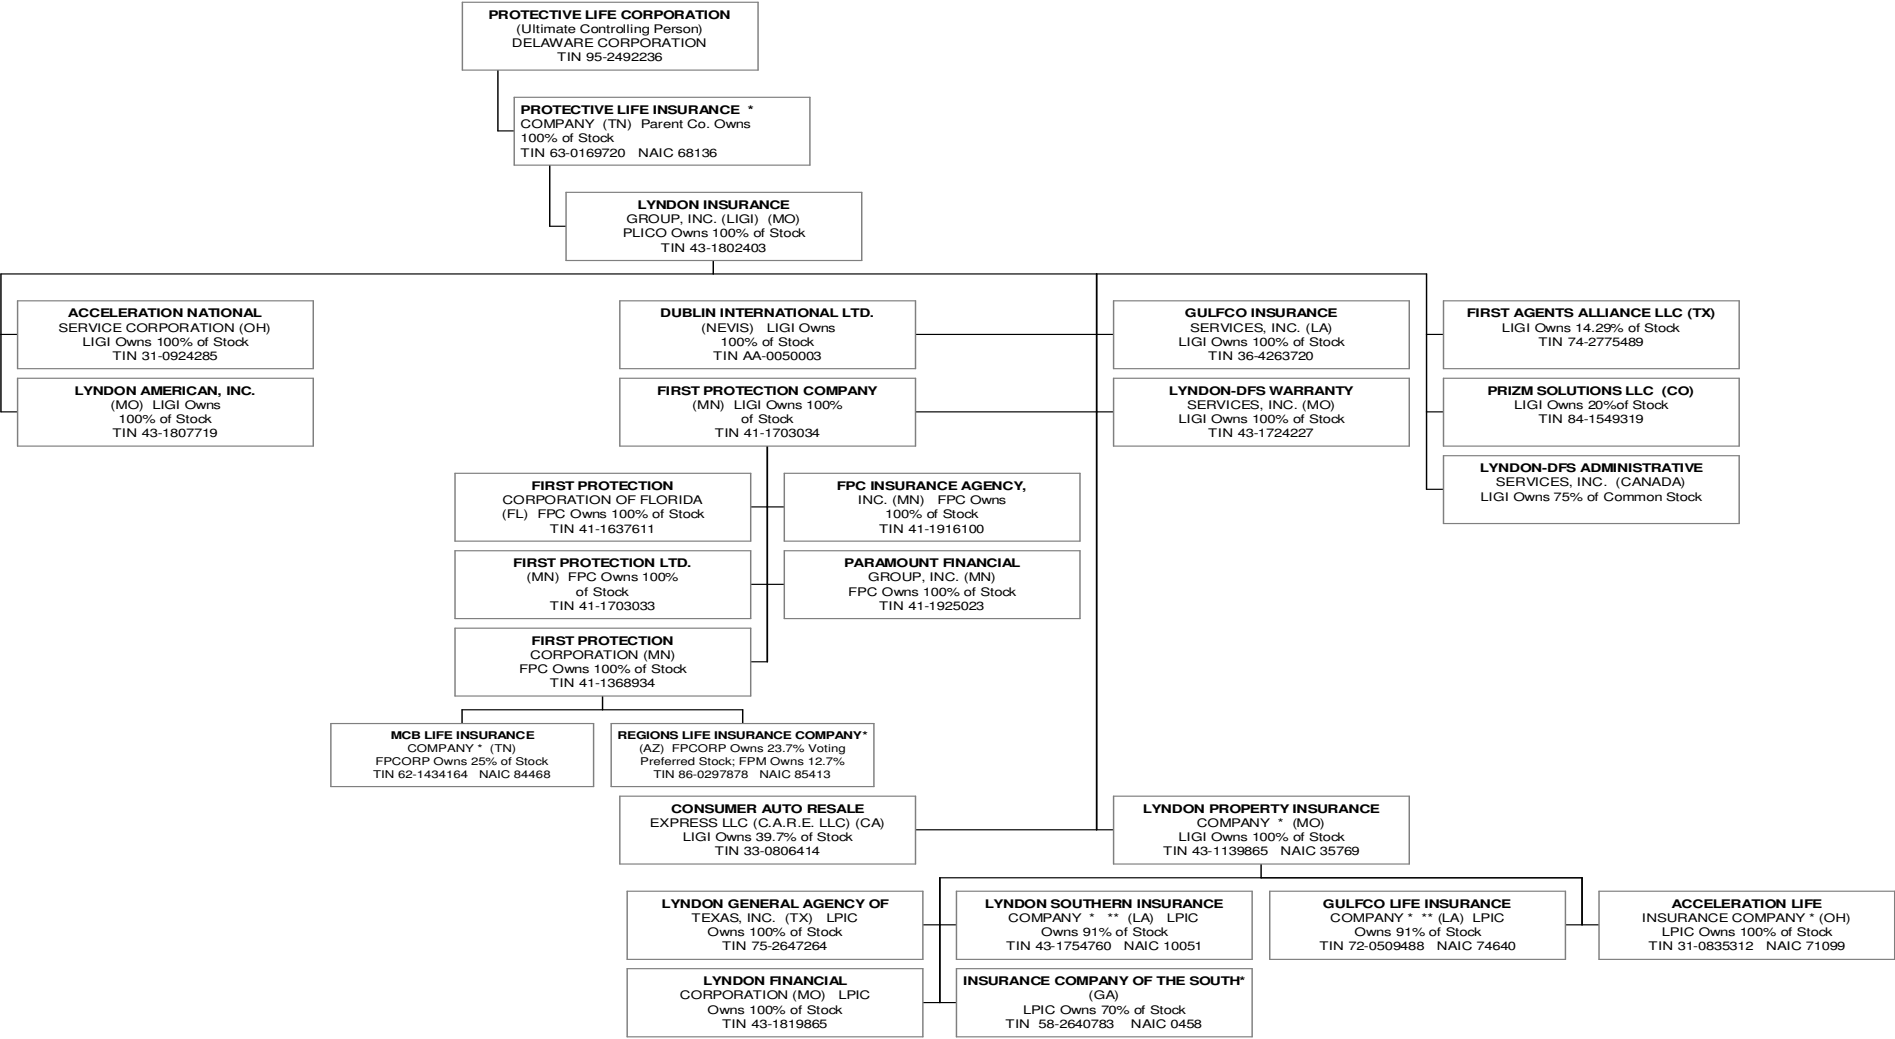 PROTECTIVE LIFE CORPORATION
(Ultimate Controlling Person)
DELAWARE CORPORATION
TIN 95-2492236
PROTECTIVE LIFE INSURANCE *
COMPANY (TN) Parent Co. Owns
100% of Stock
TIN 63-0169720 NAIC 68136
LYNDON INSURANCE
GROUP, INC. (LIGI) (MO)
PLICO Owns 100% of Stock
TIN 43-1802403
ACCELERATION NATIONAL
SERVICE CORPORATION (OH)
LIGI Owns 100% of Stock
TIN 31-0924285
DUBLIN INTERNATIONAL LTD.
(NEVIS) LIGI Owns
100% of Stock
TIN AA-0050003
GULFCO INSURANCE
SERVICES, INC. (LA)
LIGI Owns 100% of Stock
TIN 36-4263720
FIRST AGENTS ALLIANCE LLC (TX)
LIGI Owns 14.29% of Stock
TIN 74-2775489
LYNDON AMERICAN, INC.
(MO) LIGI Owns
100% of Stock
TIN 43-1807719
FIRST PROTECTION COMPANY
(MN) LIGI Owns 100%
of Stock
TIN 41-1703034
LYNDON-DFS WARRANTY
SERVICES, INC. (MO)
LIGI Owns 100% of Stock
TIN 43-1724227
PRIZM SOLUTIONS LLC (CO)
LIGI Owns 20%of Stock
TIN 84-1549319
LYNDON-DFS ADMINISTRATIVE
SERVICES, INC. (CANADA)
LIGI Owns 75% of Common Stock
FIRST PROTECTION
CORPORATION OF FLORIDA
(FL) FPC Owns 100% of Stock
TIN 41-1637611
FPC INSURANCE AGENCY,
INC. (MN) FPC Owns
100% of Stock
TIN 41-1916100
FIRST PROTECTION LTD.
(MN) FPC Owns 100%
of Stock
TIN 41-1703033
PARAMOUNT FINANCIAL
GROUP, INC. (MN)
FPC Owns 100% of Stock
TIN 41-1925023
FIRST PROTECTION
CORPORATION (MN)
FPC Owns 100% of Stock
TIN 41-1368934
MCB LIFE INSURANCE
COMPANY * (TN)
FPCORP Owns 25% of Stock
TIN 62-1434164 NAIC 84468
REGIONS LIFE INSURANCE COMPANY*
(AZ) FPCORP Owns 23.7% Voting
Preferred Stock; FPM Owns 12.7%
TIN 86-0297878 NAIC 85413
CONSUMER AUTO RESALE
EXPRESS LLC (C.A.R.E. LLC) (CA)
LIGI Owns 39.7% of Stock
TIN 33-0806414
LYNDON PROPERTY INSURANCE
COMPANY * (MO)
LIGI Owns 100% of Stock
TIN 43-1139865 NAIC 35769
LYNDON GENERAL AGENCY OF
TEXAS, INC. (TX) LPIC
Owns 100% of Stock
TIN 75-2647264
LYNDON SOUTHERN INSURANCE
COMPANY * ** (LA) LPIC
Owns 91% of Stock
TIN 43-1754760 NAIC 10051
GULFCO LIFE INSURANCE
COMPANY * ** (LA) LPIC
Owns 91% of Stock
TIN 72-0509488 NAIC 74640
ACCELERATION LIFE
INSURANCE COMPANY * (OH)
LPIC Owns 100% of Stock
TIN 31-0835312 NAIC 71099
LYNDON FINANCIAL
CORPORATION (MO) LPIC
Owns 100% of Stock
TIN 43-1819865
INSURANCE COMPANY OF THE SOUTH*
(GA)
LPIC Owns 70% of Stock
TIN 58-2640783 NAIC 0458